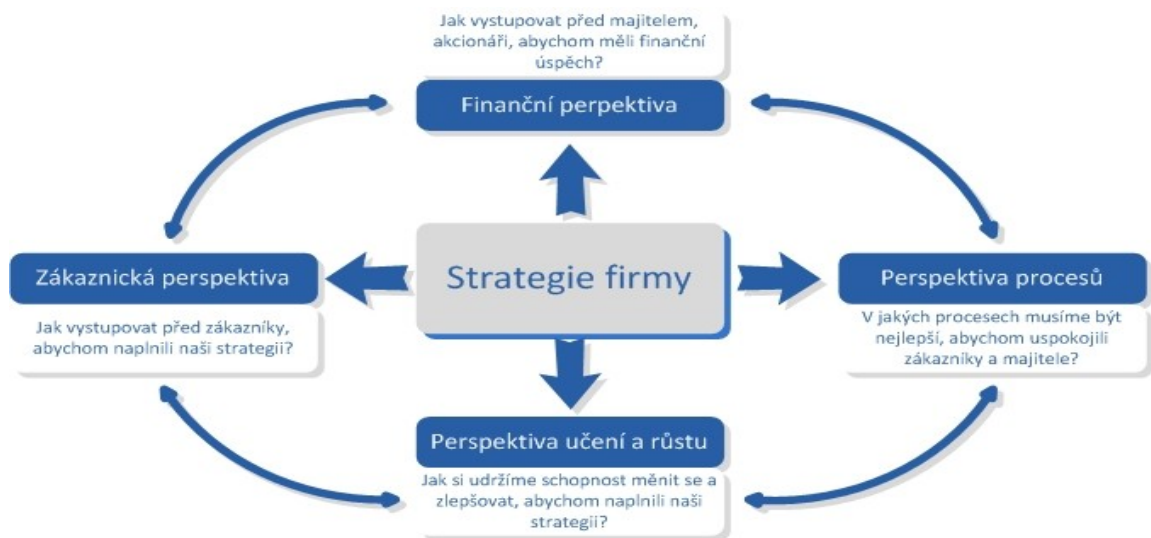 Jak vystupovat před majitelem,
akcionáři, abychom měli finanční
úspěch?
Finanční perpektiva
Zákaznická perspektiva
Jak vystupovat před zákazníky,
abychom naplnili naši strategii?
Strategie firmy
Perspektiva procesů
V jakých procesech musíme být
nejlepší, abychom uspokojili
zákazníky a majitele?
Perspektiva učení a růstu
Jak si udržíme schopnost měnit se a
zlepšovat, abychom naplnili naši
strategii?